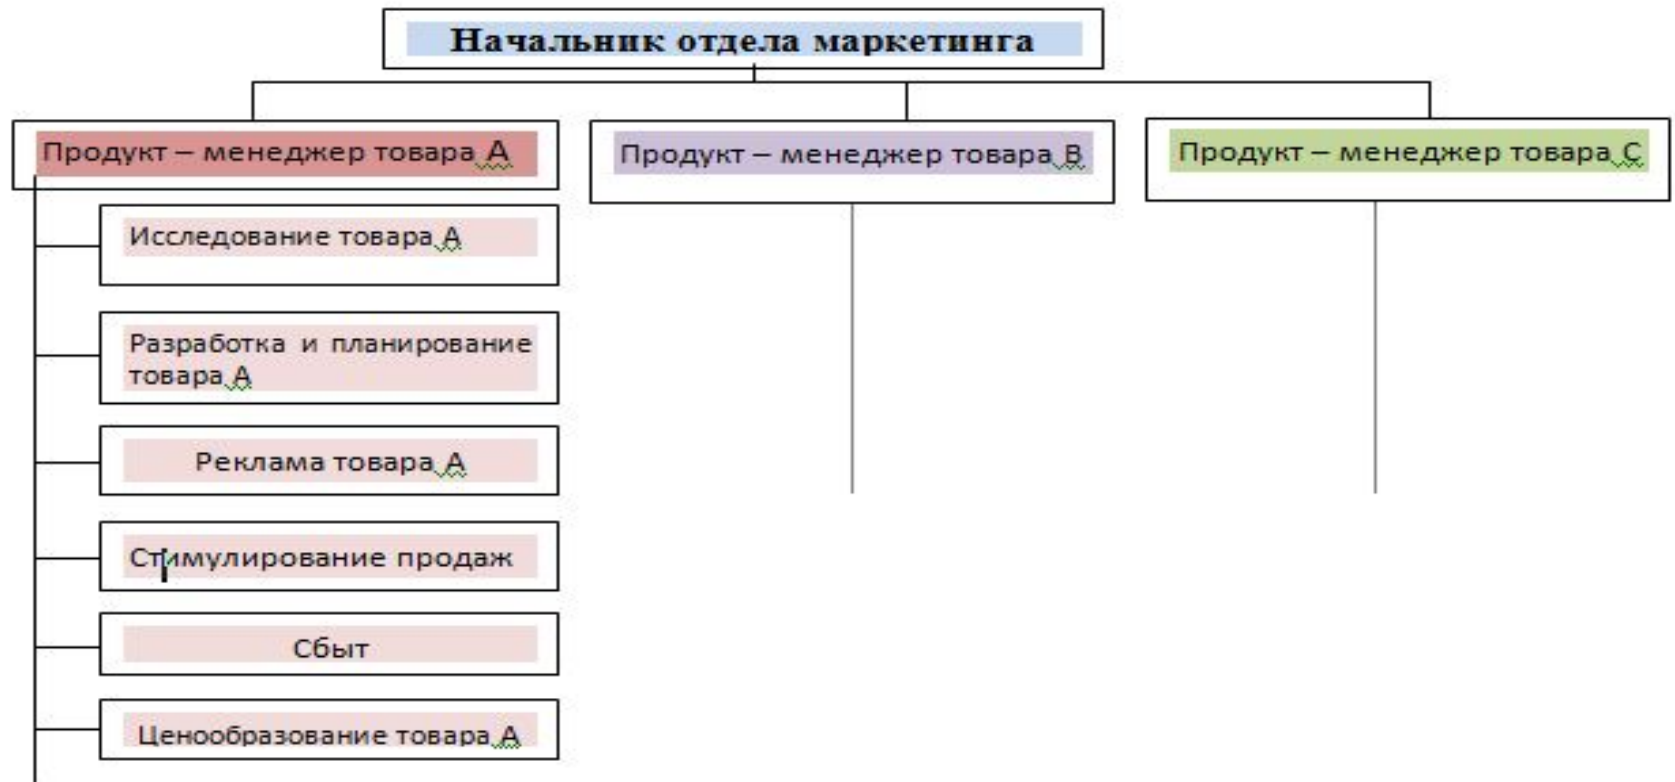 Начальник отдела маркетинга
Продукт – менеджер товара А
Продукт – менеджер товара В
Продукт – менеджер товара С
Исследование товара А
Разработка и планирование
товара А
Реклама товара А
Стимулирование продаж
Сбыт
Ценообразование товара А